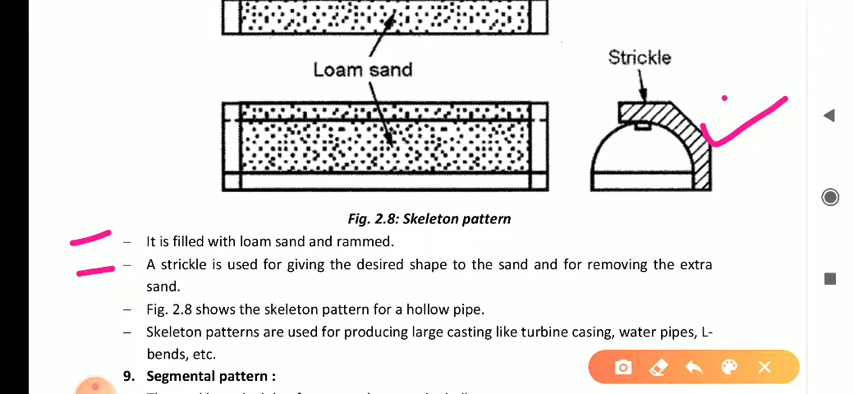 Loam sand
Strickle
Fig. 2.8: Skeleton pattern
– It is filled with loam sand and rammed.
– A strickle is used for giving the desired shape to the sand and for removing the extra
sand.
– Fig. 2.8 shows the skeleton pattern for a hollow pipe.
– Skeleton patterns are used for producing large casting like turbine casing, water pipes, L-
bends, etc.
9. Segmental pattern :